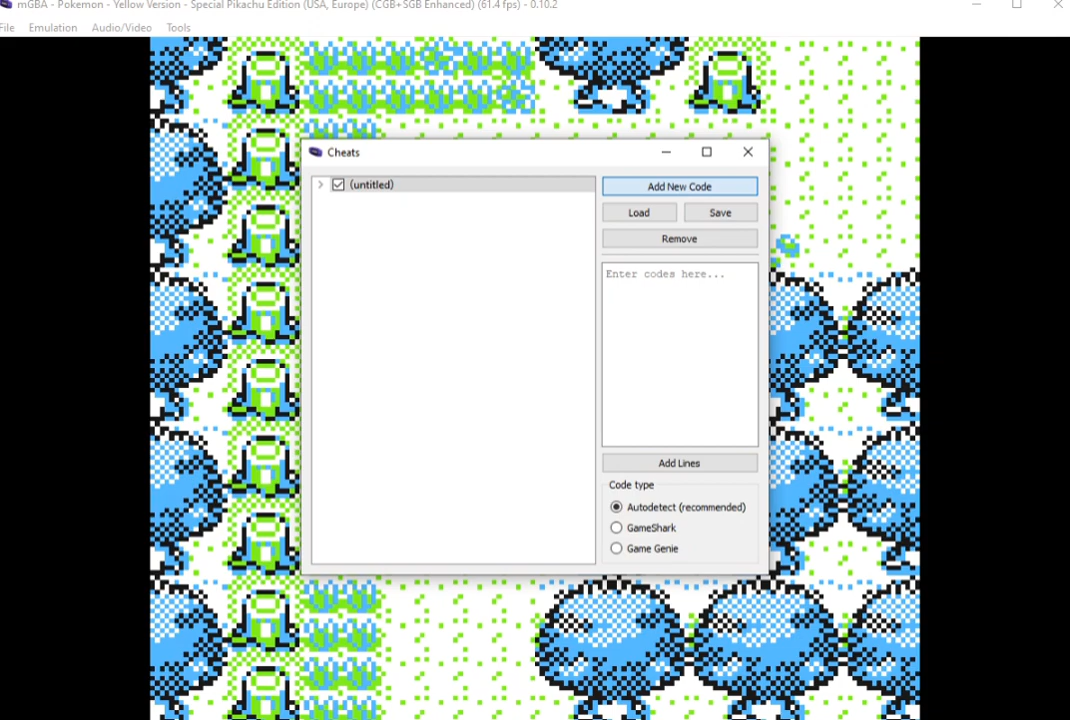 mGBA - Pokemon - Yellow Version - Special Pikachu Edition (USA, Europe) (CGB+SGB Enhanced) (61.4 fps) - 0.10.2
File Emulation Audio/Video Tools
Cheats
(untitled)
Add New Code
Load Save
Remove
Enter codes here...
Add Lines
Code type
Autodetect (recommended)
GameShark
Game Genie